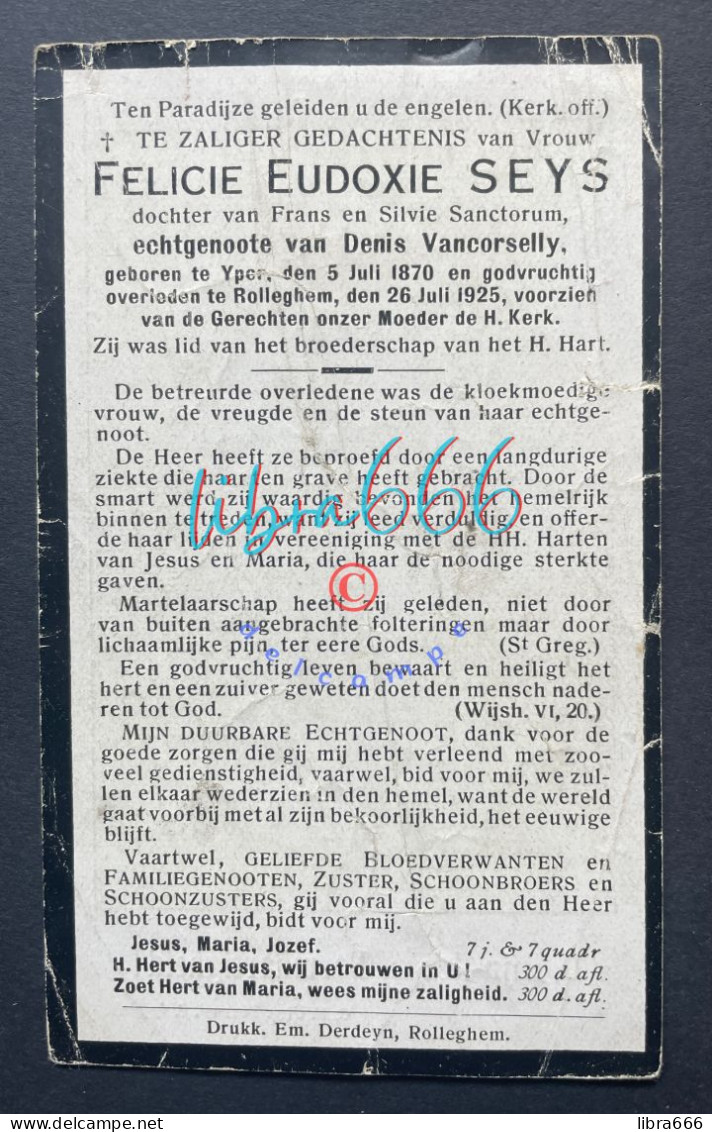 Ten Paradijze geleiden u de engelen. (Kerk. off.)
† TE ZALIGER GEDACHTENIS van Vrouw
FELICIE EUDOXIE SEYS
dochter van Frans en Silvie Sanctorum,
echtgenoote van Denis Vancorselly,
geboren te Yper, den 5 Juli 1870 en godvruchtig
overleden te Rolleghem, den 26 Juli 1925, voorzien
van de Gerechten onzer Moeder de H. Kerk.
Zij was lid van het broederschap van het H. Hart.
De betreurde overledene was de kloekmoedige
vrouw, de vreugde en de steun van haar echtge-
noot.
De Heer heeft ze beproefd door een langdurige
ziekte die haar ten grave heeft gebracht. Door de
smart werd zij waardig bevonden het hemelrijk
binnen te treden, want zij leed verduldig, en offer-
de haar lijden in vereeniging met de HH. Harten
van Jesus en Maria, die haar de noodige sterkte
gaven.
libra666
©
Martelaarschap heeft zij geleden, niet door
van buiten aangebrachte folteringen maar door
lichaamlijke pijn, ter eere Gods. (St Greg.)
delcampe
Een godvruchtig leven bewaart en heiligt het
hert en een zuiver geweten doet den mensch nade-
ren tot God. (Wijsh. VI, 20.)
MIJN DUURBARE ECHTGENOOT, dank voor de
goede zorgen die gij mij hebt verleend met zoo-
veel gedienstigheid, vaarwel, bid voor mij, we zul-
len elkaar wederzien in den hemel, want de wereld
gaat voorbij met al zijn bekoorlijkheid, het eeuwige
blijft.
Vaartwel, GELIEFDE BLOEDVERWANTEN en
FAMILIEGENOOTEN, ZUSTER, SCHOONBROERS en
SCHOONZUSTERS, gij vooral die u aan den Heer
hebt toegewijd, bidt voor mij.
Jesus, Maria, Jozef. 7 j. & 7 quadr
H. Hert van Jesus, wij betrouwen in U! 300 d. afl.
Zoet Hert van Maria, wees mijne zaligheid. 300 d. afl.
Drukk. Em. Derdeyn, Rolleghem.
libra666